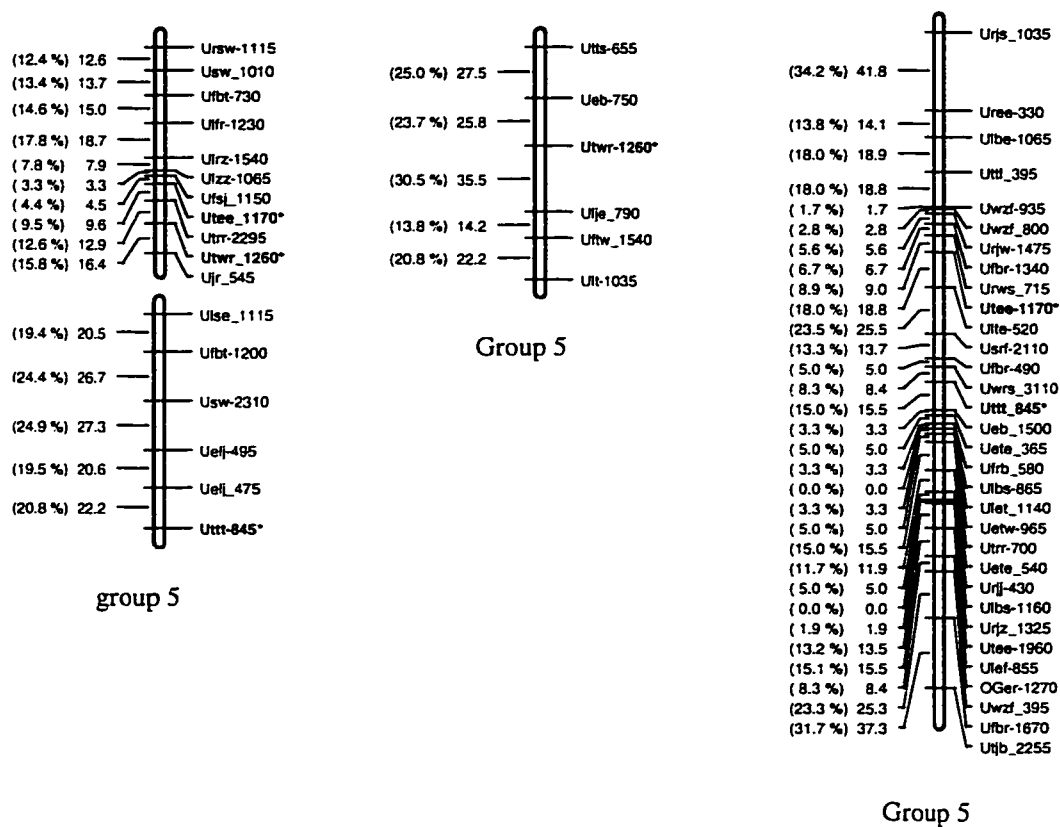 Ursw-1115
(12.4 %) 12.6
Usw_1010
(13.4 %) 13.7
Ufbt-730
(14.6 %) 15.0
Ulfr-1230
(17.8 %) 18.7
Ulrz-1540
( 7.8 %) 7.9
Ulzz-1065
( 3.3 %) 3.3
Ufsj_1150
( 4.4 %) 4.5
Utee_1170*
( 9.5 %) 9.6
Utrr-2295
(12.6 %) 12.9
Utwr_1260*
(15.8 %) 16.4
Ujr_545
Ulse_1115
(19.4 %) 20.5
Ufbt-1200
(24.4 %) 26.7
Usw-2310
(24.9 %) 27.3
Uefj-495
(19.5 %) 20.6
Uefj_475
(20.8 %) 22.2
Uttt-845*
group 5
Utts-655
(25.0 %) 27.5
Ueb-750
(23.7 %) 25.8
Utwr-1260*
(30.5 %) 35.5
Ulje_790
(13.8 %) 14.2
Uftw_1540
(20.8 %) 22.2
Ult-1035
Group 5
Urjs_1035
(34.2 %) 41.8
Uree-330
(13.8 %) 14.1
Ulbe-1065
(18.0 %) 18.9
Uttl_395
(18.0 %) 18.8
Uwzf-935
( 1.7 %) 1.7
Uwzf_800
( 2.8 %) 2.8
Urjw-1475
( 5.6 %) 5.6
Ufbr-1340
( 6.7 %) 6.7
Urws_715
( 8.9 %) 9.0
Utee-1170*
(18.0 %) 18.8
Ulte-520
(23.5 %) 25.5
Usrf-2110
(13.3 %) 13.7
Ufbr-490
( 5.0 %) 5.0
Uwrs_3110
( 8.3 %) 8.4
Uttt_845*
(15.0 %) 15.5
Ueb_1500
( 3.3 %) 3.3
Uete_365
( 5.0 %) 5.0
Ufrb_580
( 3.3 %) 3.3
Ulbs-865
( 0.0 %) 0.0
Ulet_1140
( 3.3 %) 3.3
Uetw-965
( 5.0 %) 5.0
Utrr-700
(15.0 %) 15.5
Uete_540
(11.7 %) 11.9
Urjj-430
( 5.0 %) 5.0
Ulbs-1160
( 0.0 %) 0.0
Urjz_1325
( 1.9 %) 1.9
Utee-1960
(13.2 %) 13.5
Ulef-855
(15.1 %) 15.5
OGer-1270
( 8.3 %) 8.4
Uwzf_395
(23.3 %) 25.3
Ufbr-1670
(31.7 %) 37.3
Utjb_2255
Group 5